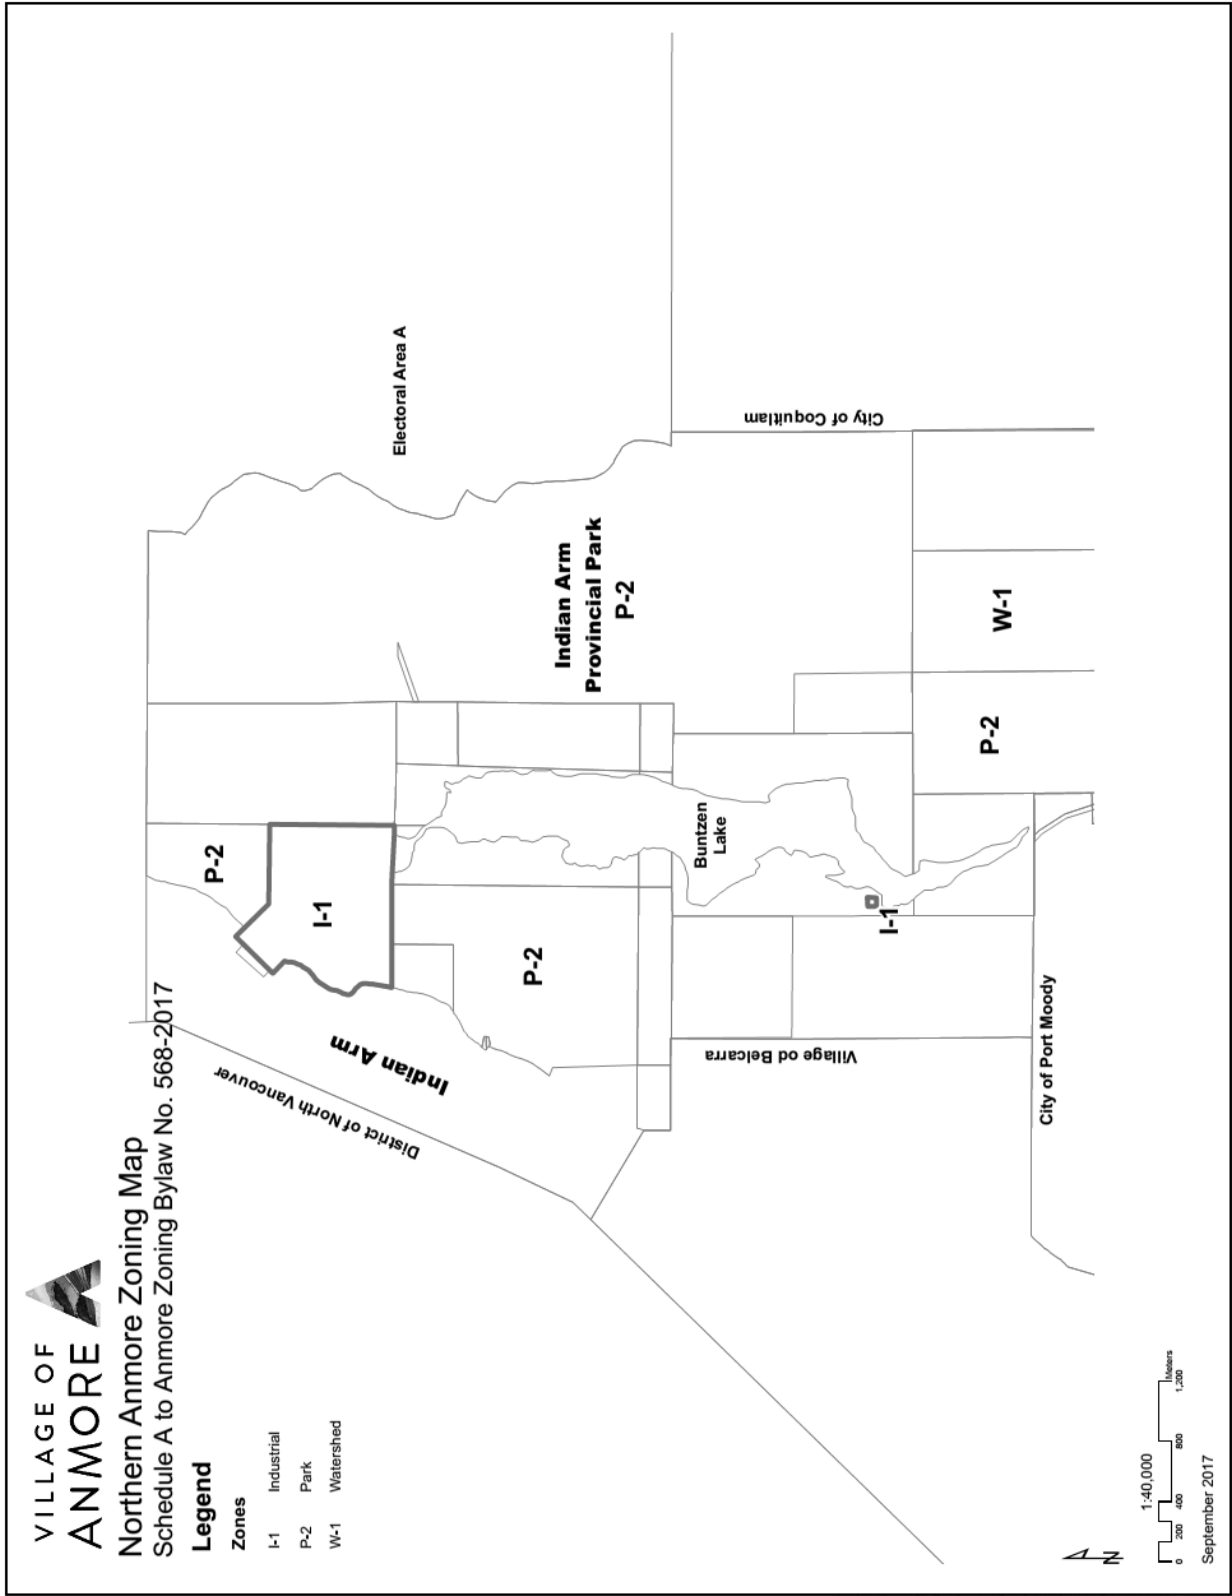 VILLAGE OF
ANMORE
Northern Anmore Zoning Map
Schedule A to Anmore Zoning Bylaw No. 568-2017
Legend
Zones
I-1 Industrial
P-2 Park
W-1 Watershed
District of North Vancouver
Indian Arm
P-2
I-1
P-2
Electoral Area A
Indian Arm
Provincial Park
P-2
Buntzen
Lake
I-1
Village od Belcarra
City of Coquitlam
P-2
W-1
City of Port Moody
N
1:40,000
0 200 400 800 1,200
Meters
September 2017